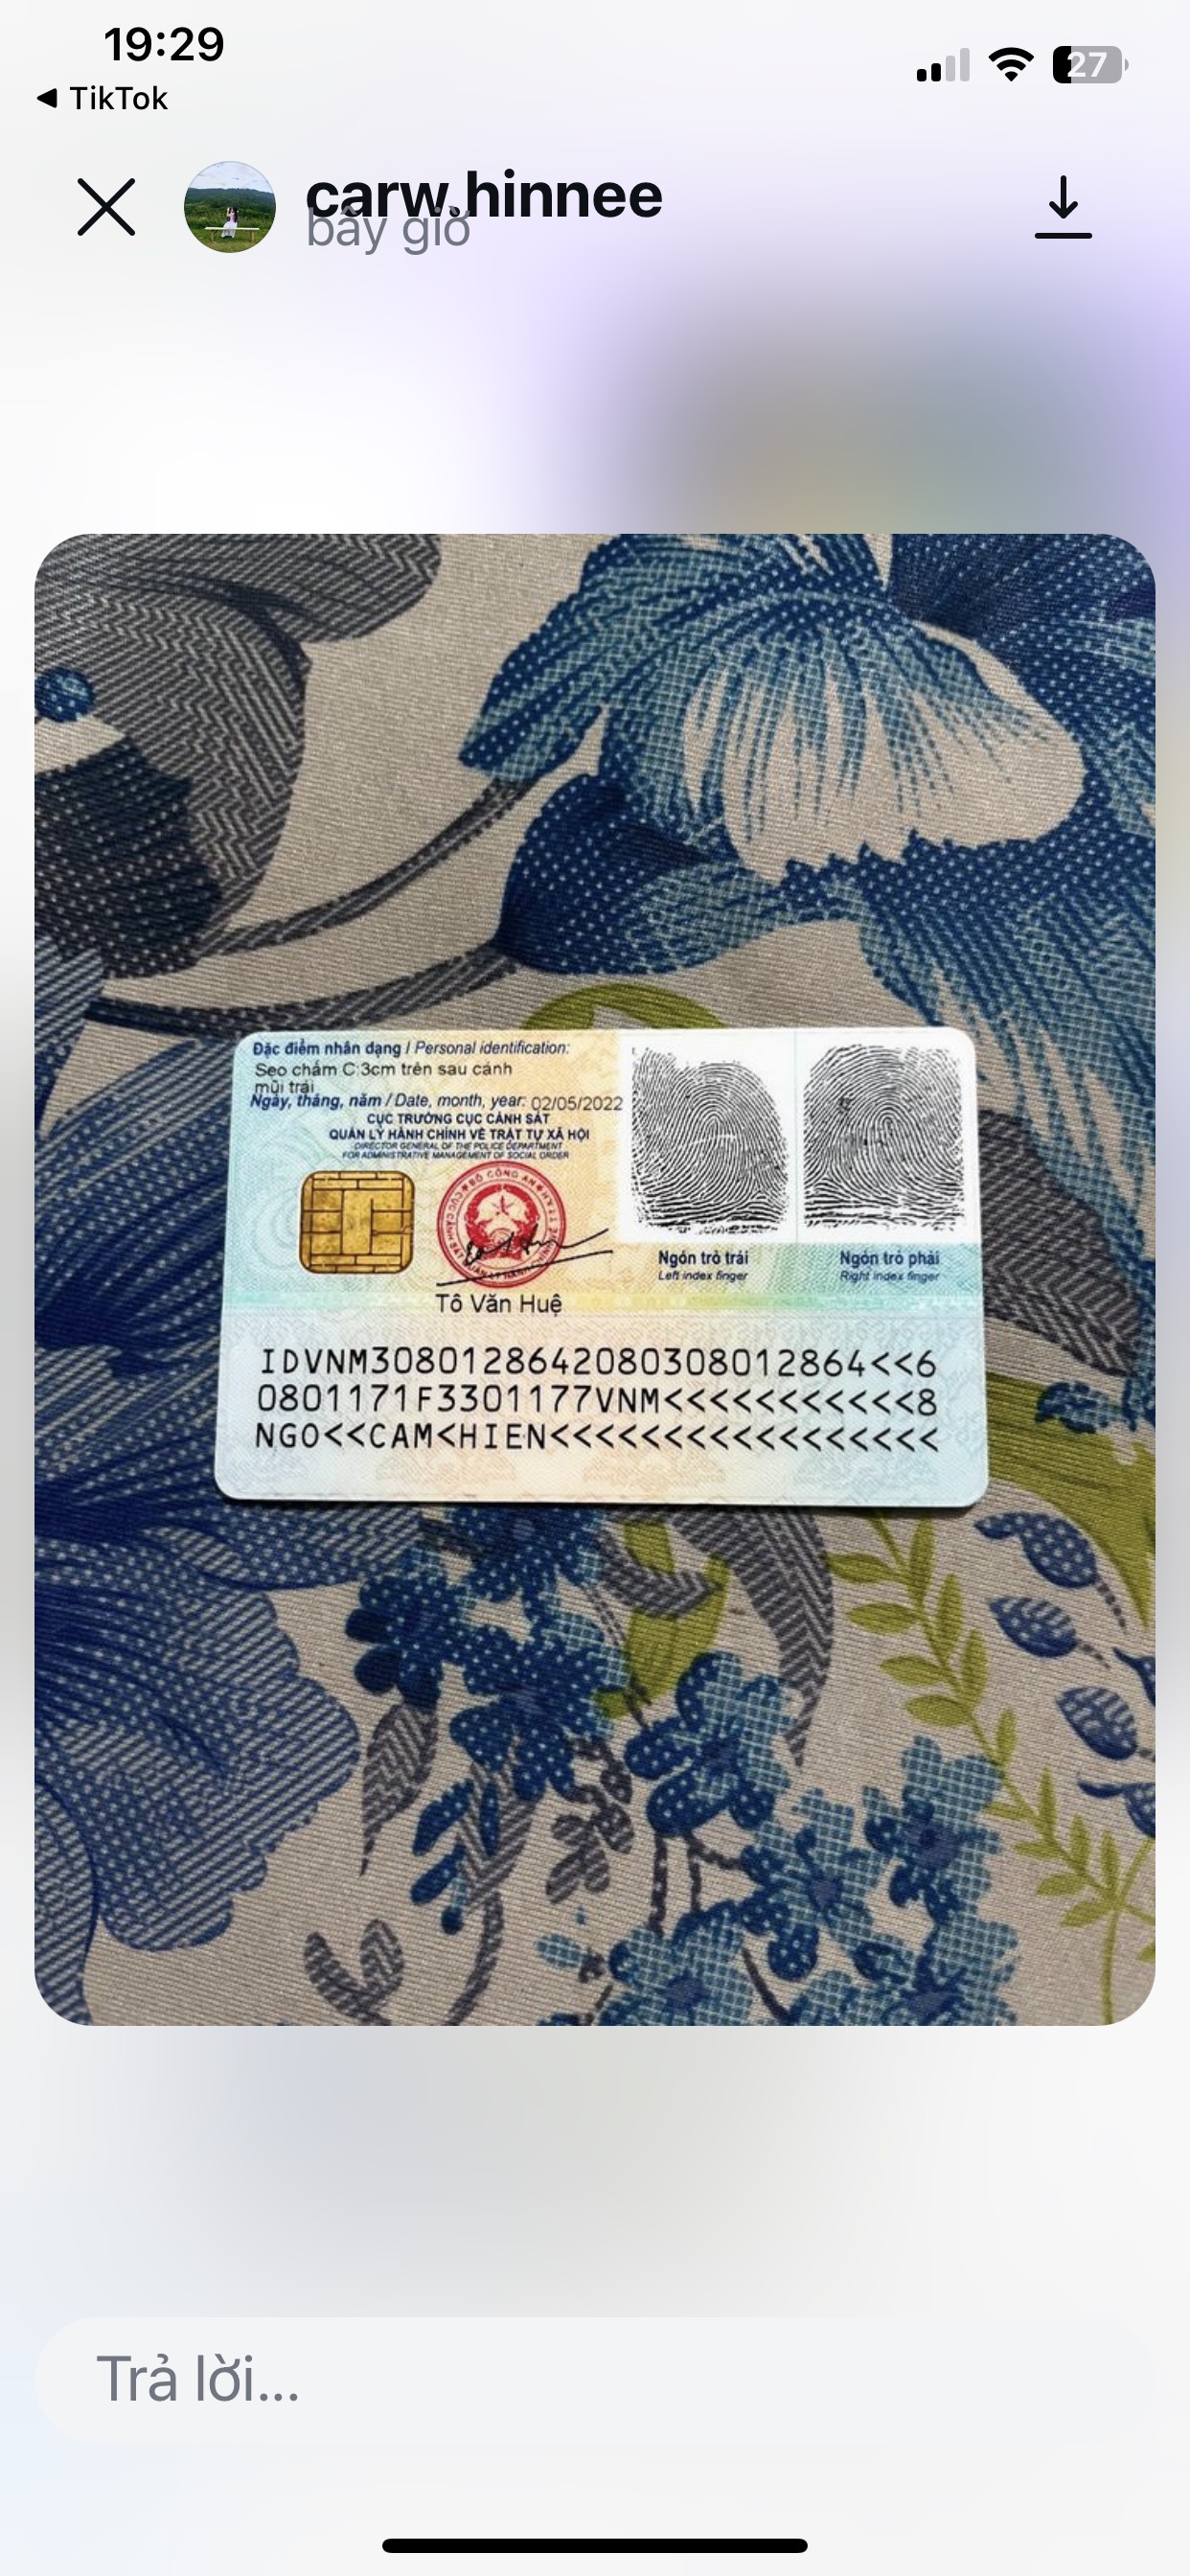 19:29
27
◀ TikTok
carw.hinnee
bây giờ
Đặc điểm nhân dạng / Personal identification:
Sẹo chấm C:3cm trên sau cánh
mũi trái
Ngày, tháng, năm / Date, month, year: 02/05/2022
CỤC TRƯỞNG CỤC CẢNH SÁT
QUẢN LÝ HÀNH CHÍNH VỀ TRẬT TỰ XÃ HỘI
DIRECTOR GENERAL OF THE POLICE DEPARTMENT
FOR ADMINISTRATIVE MANAGEMENT OF SOCIAL ORDER
BỘ CÔNG AN
Tô Văn Huệ
Ngón trỏ trái
Left index finger
Ngón trỏ phải
Right index finger
IDVNM3080128642080308012864<<6
0801171F3301177VNM<<<<<<<<<<<8
NGO<<CAM<HIEN<<<<<<<<<<<<<<<<<
Trả lời...